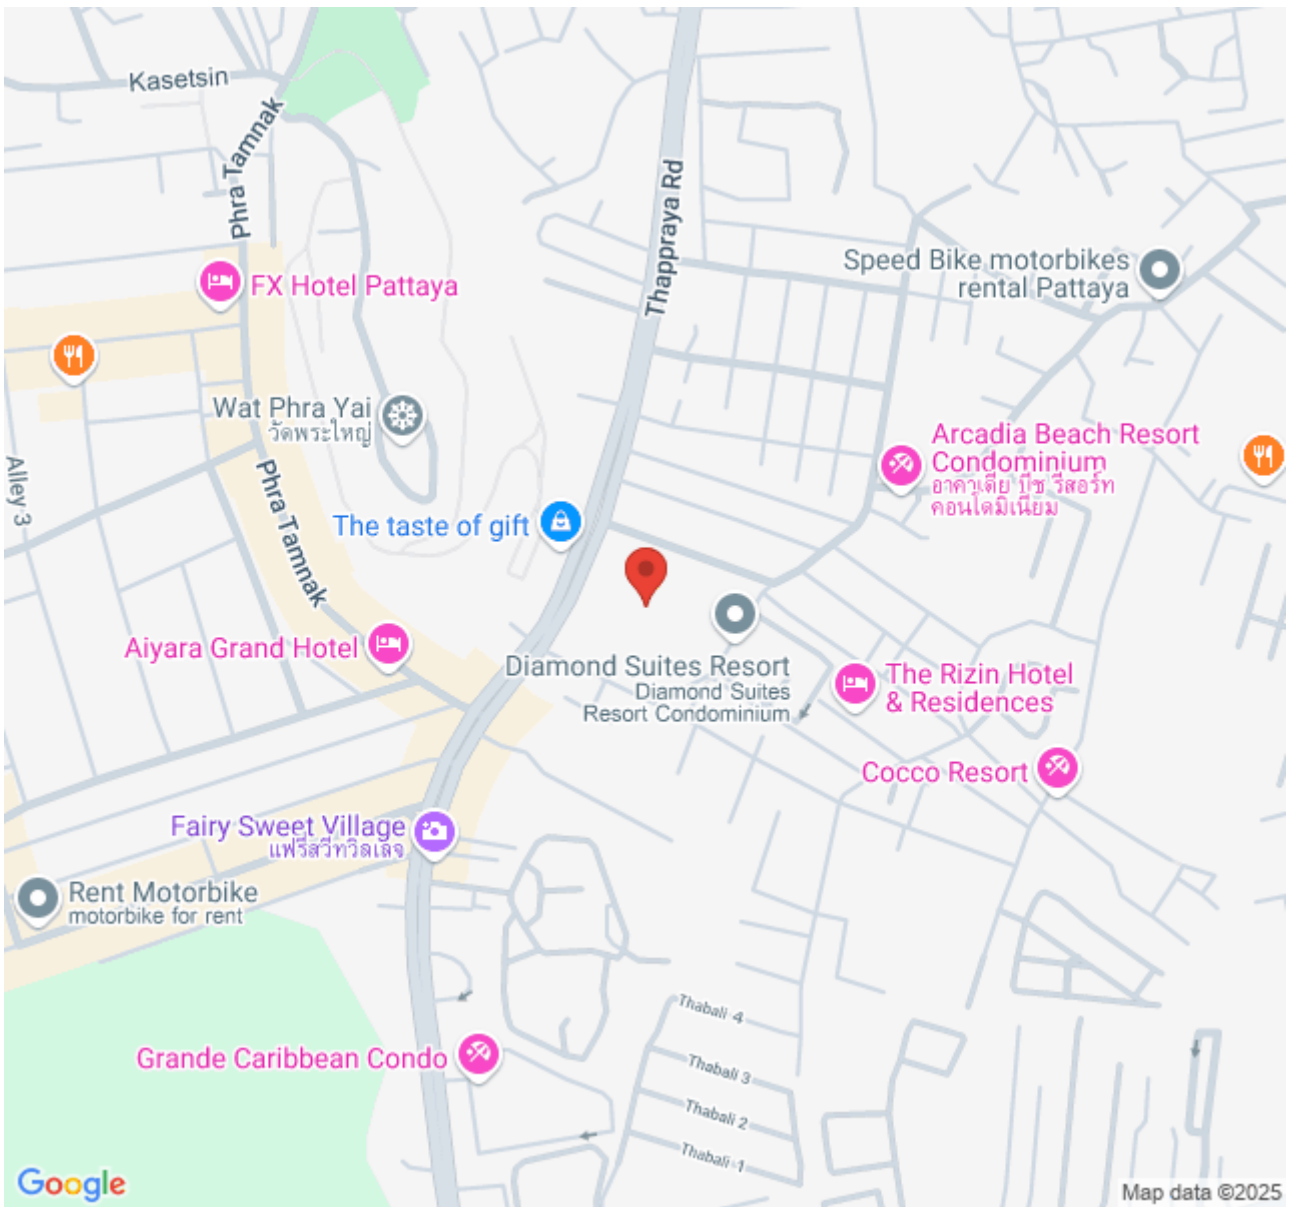 Kasetsin
Phra Tamnak
Thappraya Rd
FX Hotel Pattaya
Speed Bike motorbikes
rental Pattaya
Wat Phra Yai
วัดพระใหญ่
Arcadia Beach Resort
Condominium
อาคาเดีย บีช รีสอร์ท
คอนโดมิเนียม
Alley 3
Phra Tamnak
The taste of gift
Aiyara Grand Hotel
Diamond Suites Resort
Diamond Suites
Resort Condominium
The Rizin Hotel
& Residences
Cocco Resort
Fairy Sweet Village
แฟรี่สวีทวิลเลจ
Rent Motorbike
motorbike for rent
Thabali 4
Grande Caribbean Condo
Thabali 3
Thabali 2
Thabali 1
Google
Map data ©2025